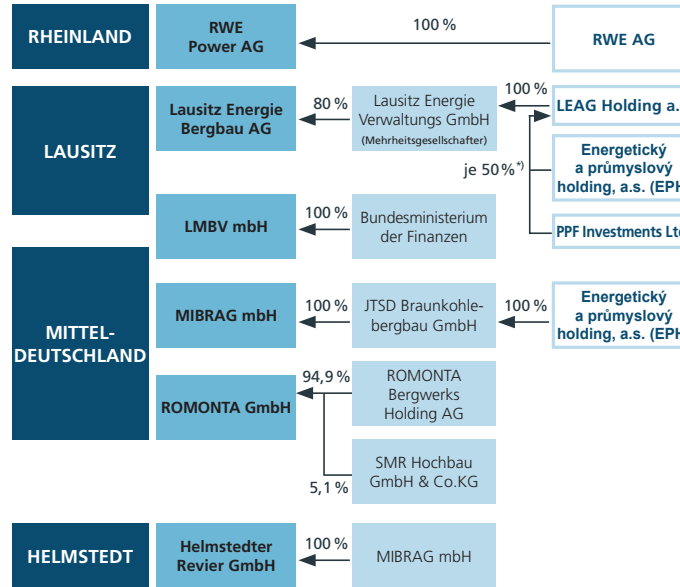 RHEINLAND
RWE
Power AG
100 %
RWE AG
LAUSITZ
Lausitz Energie
Bergbau AG
80 %
Lausitz Energie
Verwaltungs GmbH
(Mehrheitsgesellschafter)
100 %
LEAG Holding a.
je 50%*)
Energetický
a průmyslový
holding, a.s. (EPH
PPF Investments Ltd
LMBV mbH
100 %
Bundesministerium
der Finanzen
MITTEL-
DEUTSCHLAND
MIBRAG mbH
100 %
JTSD Braunkohle-
bergbau GmbH
100 %
Energetický
a průmyslový
holding, a.s. (EPH
ROMONTA GmbH
94,9 %
ROMONTA
Bergwerks
Holding AG
5,1 %
SMR Hochbau
GmbH & Co.KG
HELMSTEDT
Helmstedter
Revier GmbH
100 %
MIBRAG mbH